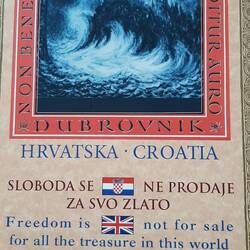 NON BENE
DITUR AURO
DUBROVNIK
HRVATSKA · CROATIA
SLOBODA SE NE PRODAJE
ZA SVO ZLATO
Freedom is not for sale
for all the treasure in this world